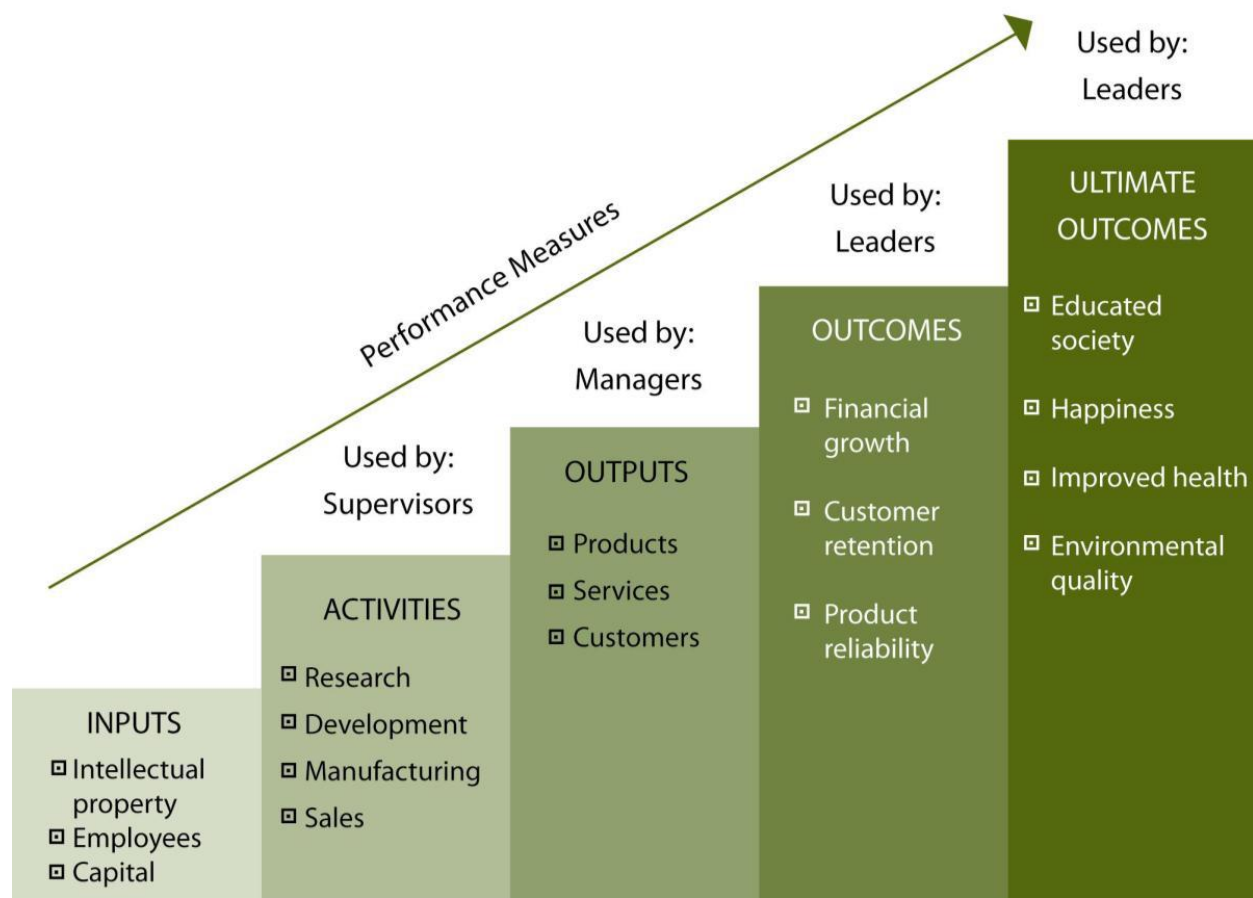 Used by:
Leaders
ULTIMATE
OUTCOMES
Educated
society
Happiness
Improved health
Environmental
quality
Used by:
Leaders
OUTCOMES
Financial
growth
Customer
retention
Product
reliability
Performance Measures
Used by:
Managers
OUTPUTS
Products
Services
Customers
Used by:
Supervisors
ACTIVITIES
Research
Development
Manufacturing
Sales
INPUTS
Intellectual
property
Employees
Capital